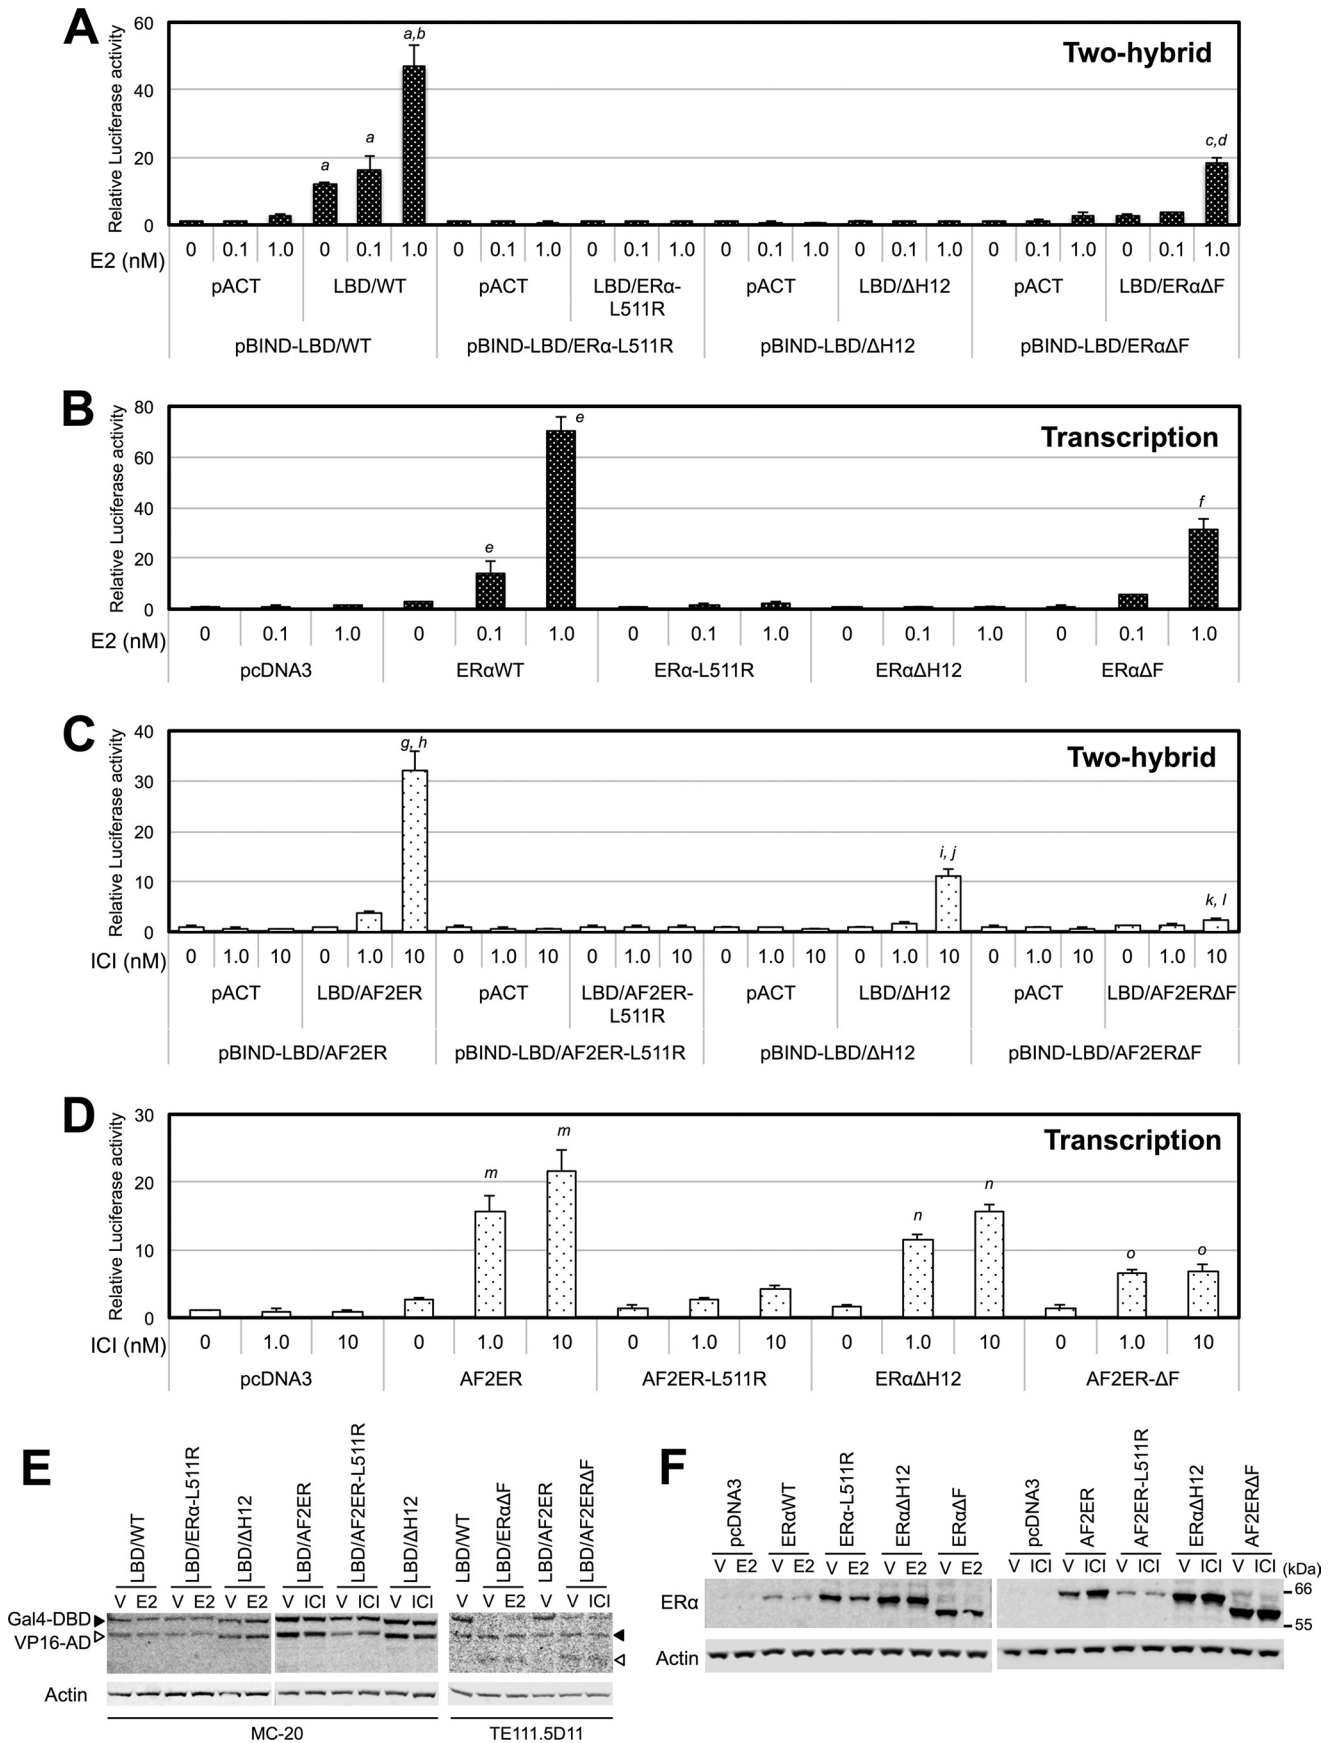 A
Two-hybrid
Relative Luciferase activity
60
40
20
0
a
a
a,b
c,d
E2 (nM)
0 0.1 1.0 0 0.1 1.0 0 0.1 1.0 0 0.1 1.0 0 0.1 1.0 0 0.1 1.0 0 0.1 1.0 0 0.1 1.0
pACT LBD/WT pACT LBD/ERα-L511R pACT LBD/ΔH12 pACT LBD/ERαΔF
pBIND-LBD/WT pBIND-LBD/ERα-L511R pBIND-LBD/ΔH12 pBIND-LBD/ERαΔF
B
Transcription
Relative Luciferase activity
80
60
40
20
0
e
e
f
E2 (nM)
0 0.1 1.0 0 0.1 1.0 0 0.1 1.0 0 0.1 1.0 0 0.1 1.0
pcDNA3 ERαWT ERα-L511R ERαΔH12 ERαΔF
C
Two-hybrid
Relative Luciferase activity
40
30
20
10
0
g, h
i, j
k, l
ICI (nM)
0 1.0 10 0 1.0 10 0 1.0 10 0 1.0 10 0 1.0 10 0 1.0 10 0 1.0 10 0 1.0 10
pACT LBD/AF2ER pACT LBD/AF2ER-L511R pACT LBD/ΔH12 pACT LBD/AF2ERΔF
pBIND-LBD/AF2ER pBIND-LBD/AF2ER-L511R pBIND-LBD/ΔH12 pBIND-LBD/AF2ERΔF
D
Transcription
Relative Luciferase activity
30
20
10
0
m
m
n
n
o
o
ICI (nM)
0 1.0 10 0 1.0 10 0 1.0 10 0 1.0 10 0 1.0 10
pcDNA3 AF2ER AF2ER-L511R ERαΔH12 AF2ER-ΔF
E
LBD/WT LBD/ERα-L511R LBD/ΔH12 LBD/AF2ER LBD/AF2ER-L511R LBD/ΔH12 LBD/WT LBD/ERαΔF LBD/AF2ER LBD/AF2ERΔF
V E2 V E2 V E2 V ICI V ICI V ICI V V E2 V V ICI
Gal4-DBD
VP16-AD
Actin
MC-20 TE111.5D11
F
pcDNA3 ERαWT ERα-L511R ERαΔH12 ERαΔF pcDNA3 AF2ER AF2ER-L511R ERαΔH12 AF2ERΔF
V E2 V E2 V E2 V E2 V E2 V ICI V ICI V ICI V ICI V ICI (kDa)
ERα
66
55
Actin